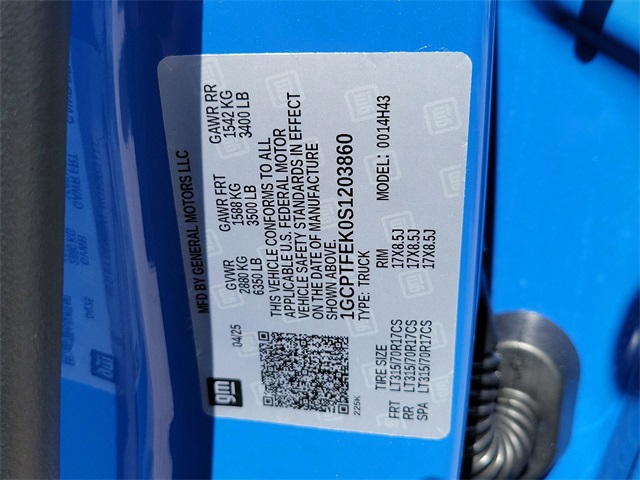 gm
MFD BY GENERAL MOTORS LLC
04/25
GVWR
2880 KG
6350 LB
GAWR FRT
1588 KG
3500 LB
GAWR RR
1542 KG
3400 LB
THIS VEHICLE CONFORMS TO ALL
APPLICABLE U.S. FEDERAL MOTOR
VEHICLE SAFETY STANDARDS IN EFFECT
ON THE DATE OF MANUFACTURE
SHOWN ABOVE.
1GCPTFEK0S1203860
TYPE: TRUCK
MODEL: 0014H43
225K
TIRE SIZE RIM
FRT LT315/70R17CS 17X8.5J
RR LT315/70R17CS 17X8.5J
SPA LT315/70R17CS 17X8.5J